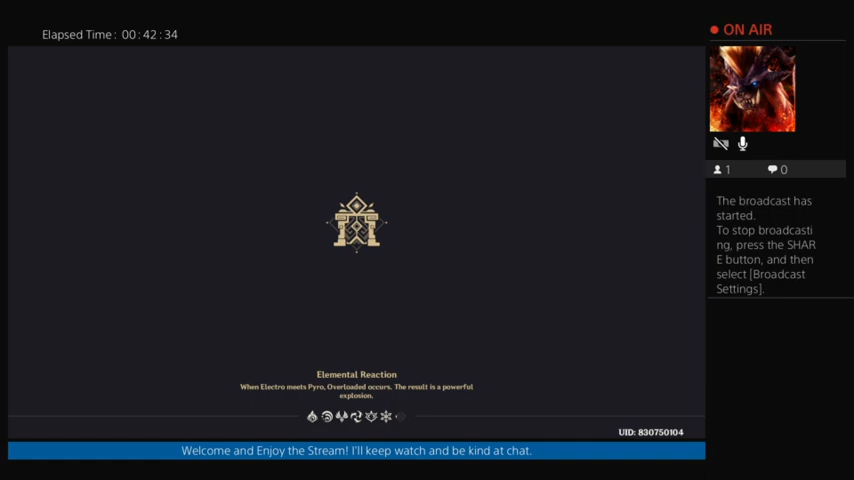 Elapsed Time: 00:42:34
ON AIR
1
0
The broadcast has
started.
To stop broadcasti
ng, press the SHAR
E button, and then
select [Broadcast
Settings].
Elemental Reaction
When Electro meets Pyro, Overloaded occurs. The result is a powerful
explosion.
UID: 830750104
Welcome and Enjoy the Stream! I'll keep watch and be kind at chat.